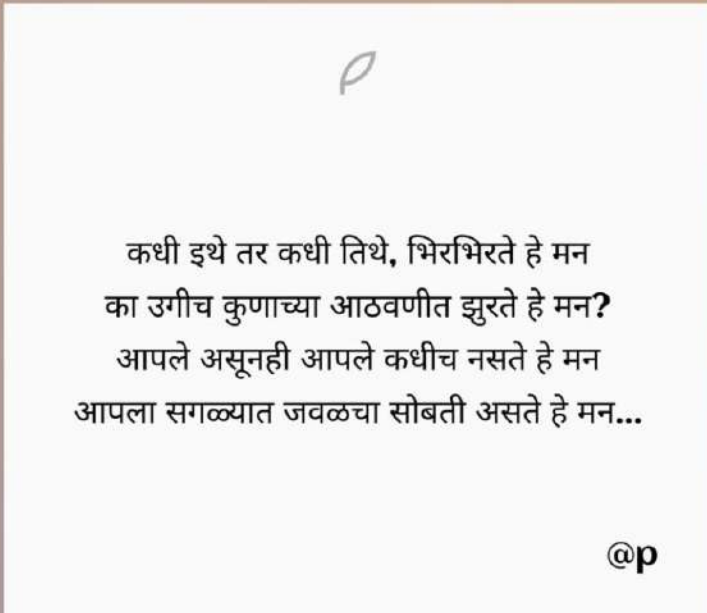 कधी इथे तर कधी तिथे, भिरभिरते हे मन
का उगीच कुणाच्या आठवणीत झुरते हे मन?
आपले असूनही आपले कधीच नसते हे मन
आपला सगळ्यात जवळचा सोबती असते हे मन...
@p